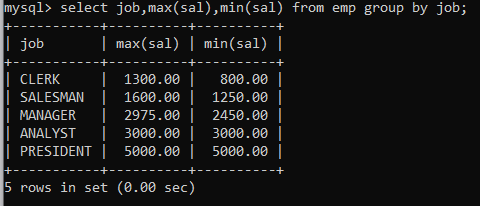 mysql> select job,max(sal),min(sal) from emp group by job;
+-----------+----------+----------+
| job       | max(sal) | min(sal) |
+-----------+----------+----------+
| CLERK     |  1300.00 |   800.00 |
| SALESMAN  |  1600.00 |  1250.00 |
| MANAGER   |  2975.00 |  2450.00 |
| ANALYST   |  3000.00 |  3000.00 |
| PRESIDENT |  5000.00 |  5000.00 |
+-----------+----------+----------+
5 rows in set (0.00 sec)